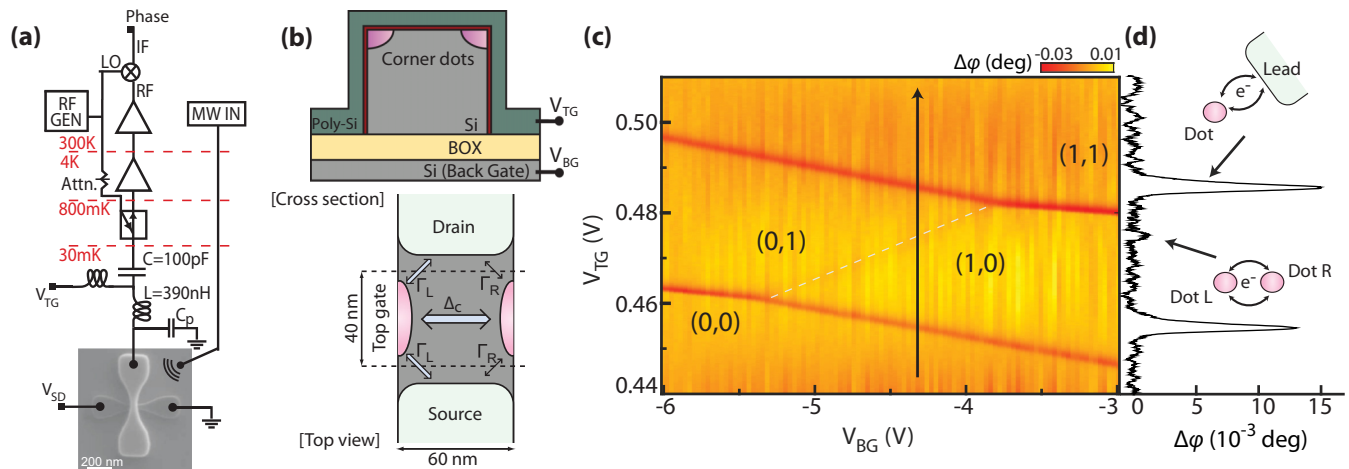 (a)
Phase
IF
LO
RF
RF
GEN
MW IN
300K
4K
Attn.
800mK
30mK
C=100pF
V_TG
L=390nH
C_p
V_SD
200 nm
(b)
Corner dots
Poly-Si
Si
V_TG
BOX
V_BG
Si (Back Gate)
[Cross section]
Drain
Γ_L
Γ_R
40 nm
Top gate
Δ_c
Γ_L
Γ_R
Source
[Top view]
60 nm
(c)
Δφ (deg)
-0.03
0.01
0.50
0.48
0.46
0.44
V_TG (V)
(1,1)
(0,1)
(1,0)
(0,0)
-6
-5
-4
-3
V_BG (V)
(d)
Lead
e⁻
Dot
Dot R
e⁻
Dot L
0
5
10
15
Δφ (10⁻³ deg)